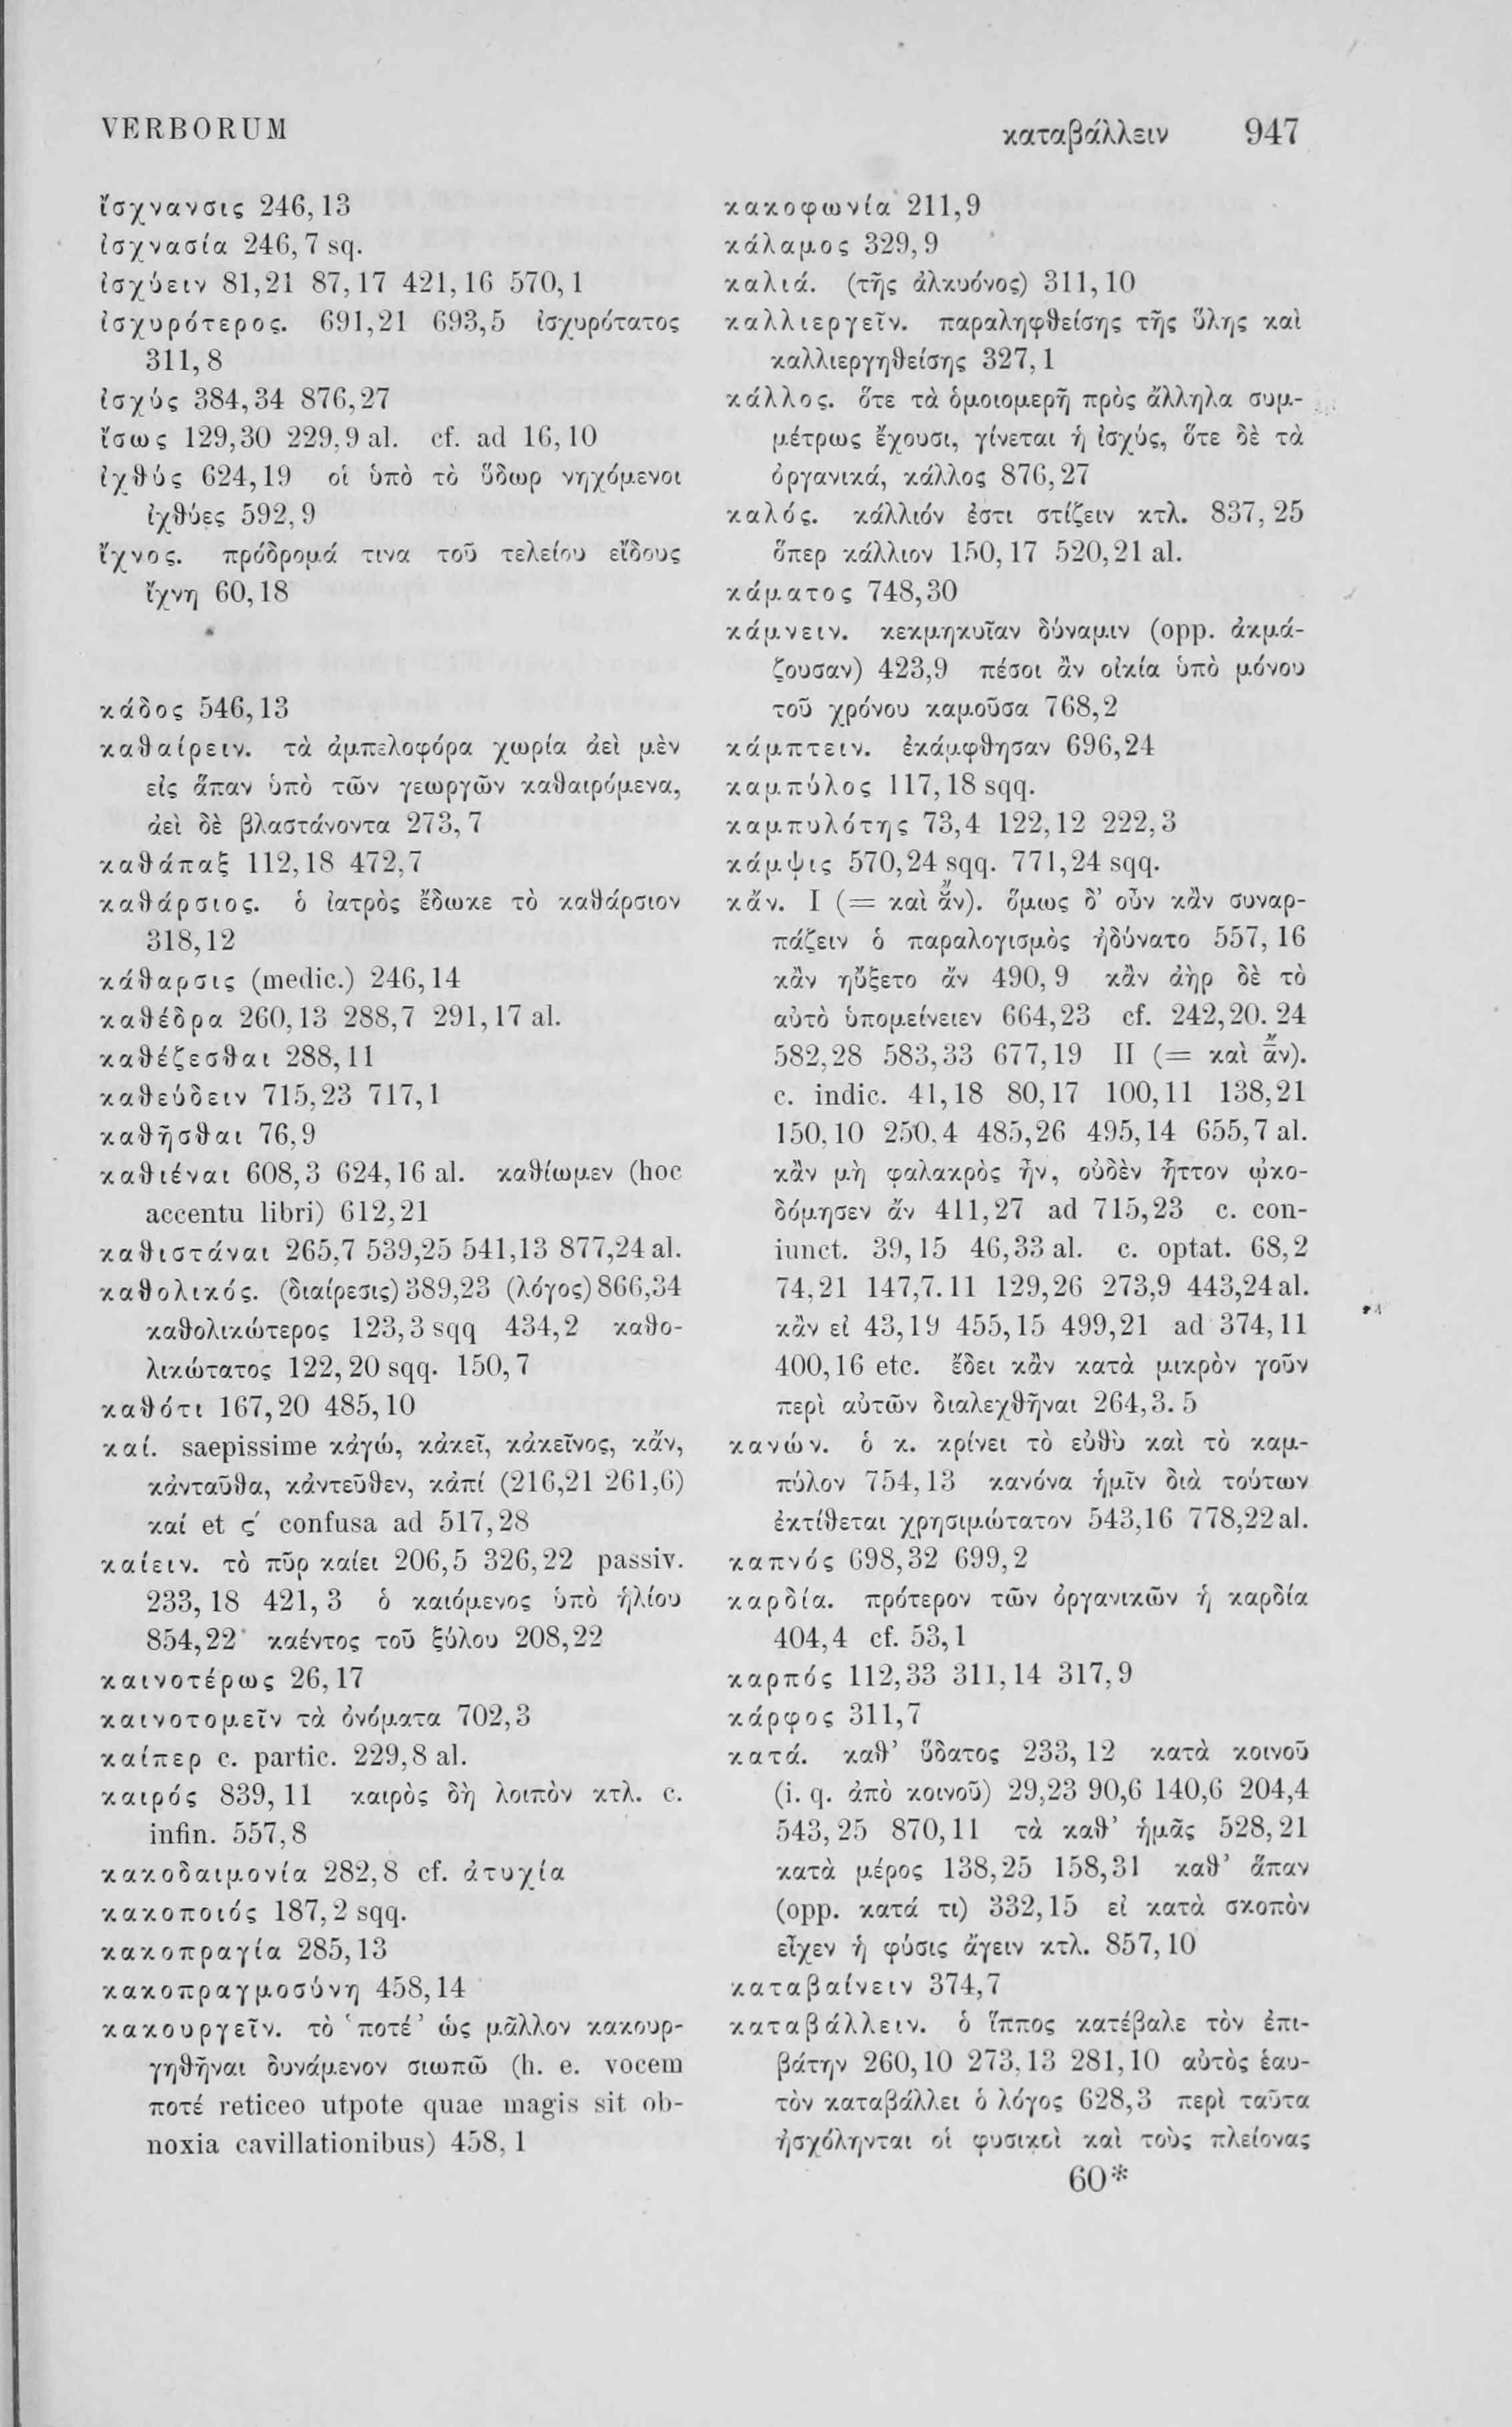 VERBORUM
καταβάλλειν 947
ἴσχνανσις 246, 13
ἰσχνασία 246, 7 sq.
ἰσχύειν 81,21 87, 17 421, 16 570, 1
ἰσχυρότερος. 691,21 693,5 ἰσχυρότατος
311, 8
ἰσχύς 384,34 876,27
ἴσως 129,30 229,9 al. cf. ad 16,10
ἰχθύς 624,19 οἱ ὑπὸ τὸ ὕδωρ νηχόμενοι
ἰχθύες 592,9
ἴχνος. πρόδρομά τινα τοῦ τελείου εἴδους
ἴχνη 60,18
κάδος 546,13
καθαίρειν. τὰ ἀμπελοφόρα χωρία ἀεὶ μὲν
εἰς ἅπαν ὑπὸ τῶν γεωργῶν καθαιρόμενα,
ἀεὶ δὲ βλαστάνοντα 273, 7
καθάπαξ 112,18 472,7
καθάρσιος. ὁ ἰατρὸς ἔδωκε τὸ καθάρσιον
318,12
κάθαρσις (medic.) 246,14
καθέδρα 260,13 288,7 291,17 al.
καθέζεσθαι 288,11
καθεύδειν 715,23 717,1
καθῆσθαι 76,9
καθιέναι 608,3 624,16 al. καθίωμεν (hoc
accentu libri) 612,21
καθιστάναι 265,7 539,25 541,13 877,24 al.
καθολικός. (διαίρεσις) 389,23 (λόγος) 866,34
καθολικώτερος 123,3 sqq 434,2 καθο-
λικώτατος 122,20 sqq. 150,7
καθότι 167,20 485,10
καί. saepissime κἀγώ, κἀκεῖ, κἀκεῖνος, κἄν,
κἀνταῦθα, κἀντεῦθεν, κἀπί (216,21 261,6)
καί et ς´ confusa ad 517,28
καίειν. τὸ πῦρ καίει 206,5 326,22 passiv.
233, 18 421, 3 ὁ καιόμενος ὑπὸ ἡλίου
854,22 καέντος τοῦ ξύλου 208,22
καινοτέρως 26,17
καινοτομεῖν τὰ ὀνόματα 702,3
καίπερ c. partic. 229,8 al.
καιρός 839, 11 καιρὸς δὴ λοιπὸν κτλ. c.
infin. 557,8
κακοδαιμονία 282,8 cf. ἀτυχία
κακοποιός 187,2 sqq.
κακοπραγία 285,13
κακοπραγμοσύνη 458,14
κακουργεῖν. τὸ ‘ποτέ’ ὡς μᾶλλον κακουρ-
γηθῆναι δυνάμενον σιωπῶ (h. e. vocem
ποτέ reticeo utpote quae magis sit ob-
noxia cavillationibus) 458, 1
κακοφωνία 211,9
κάλαμος 329,9
καλιά. (τῆς ἀλκυόνος) 311,10
καλλιεργεῖν. παραληφθείσης τῆς ὕλης καὶ
καλλιεργηθείσης 327,1
κάλλος. ὅτε τὰ ὁμοιομερῆ πρὸς ἄλληλα συμ-
μέτρως ἔχουσι, γίνεται ἡ ἰσχύς, ὅτε δὲ τὰ
ὀργανικά, κάλλος 876,27
καλός. κάλλιόν ἐστι στίζειν κτλ. 837, 25
ὅπερ κάλλιον 150,17 520,21 al.
κάματος 748,30
κάμνειν. κεκμηκυῖαν δύναμιν (opp. ἀκμά-
ζουσαν) 423,9 πέσοι ἂν οἰκία ὑπὸ μόνου
τοῦ χρόνου καμοῦσα 768,2
κάμπτειν. ἐκάμφθησαν 696,24
καμπύλος 117,18 sqq.
καμπυλότης 73,4 122,12 222,3
κάμψις 570,24 sqq. 771,24 sqq.
κἄν. I (= καὶ ἄ̆ν). ὅμως δ’ οὖν κἂν συναρ-
πάζειν ὁ παραλογισμὸς ἠδύνατο 557, 16
κἂν ηὔξετο ἄν 490, 9 κἂν ἀὴρ δὲ τὸ
αὐτὸ ὑπομείνειεν 664,23 cf. 242,20. 24
582,28 583,33 677,19 II (= καὶ ἄ̄ν).
c. indic. 41,18 80,17 100,11 138,21
150,10 250,4 485,26 495,14 655,7 al.
κἂν μὴ φαλακρὸς ἦν, οὐδὲν ἧττον ᾠκο-
δόμησεν ἄν 411,27 ad 715,23 c. con-
iunct. 39,15 46,33 al. c. optat. 68,2
74,21 147,7. 11 129,26 273,9 443,24 al.
κἂν εἰ 43,19 455,15 499,21 ad 374,11
400,16 etc. ἔδει κἂν κατὰ μικρὸν γοῦν
περὶ αὐτῶν διαλεχθῆναι 264,3. 5
κανών. ὁ κ. κρίνει τὸ εὐθὺ καὶ τὸ καμ-
πύλον 754,13 κανόνα ἡμῖν διὰ τούτων
ἐκτίθεται χρησιμώτατον 543,16 778,22 al.
καπνός 698,32 699,2
καρδία. πρότερον τῶν ὀργανικῶν ἡ καρδία
404,4 cf. 53,1
καρπός 112,33 311,14 317,9
κάρφος 311,7
κατά. καθ’ ὕδατος 233, 12 κατὰ κοινοῦ
(i. q. ἀπὸ κοινοῦ) 29,23 90,6 140,6 204,4
543,25 870,11 τὰ καθ’ ἡμᾶς 528,21
κατὰ μέρος 138,25 158,31 καθ’ ἅπαν
(opp. κατά τι) 332,15 εἰ κατὰ σκοπὸν
εἶχεν ἡ φύσις ἄγειν κτλ. 857,10
καταβαίνειν 374,7
καταβάλλειν. ὁ ἵππος κατέβαλε τὸν ἐπι-
βάτην 260,10 273,13 281,10 αὐτὸς ἑαυ-
τὸν καταβάλλει ὁ λόγος 628,3 περὶ ταῦτα
ἠσχόληνται οἱ φυσικοὶ καὶ τοὺς πλείονας
60*